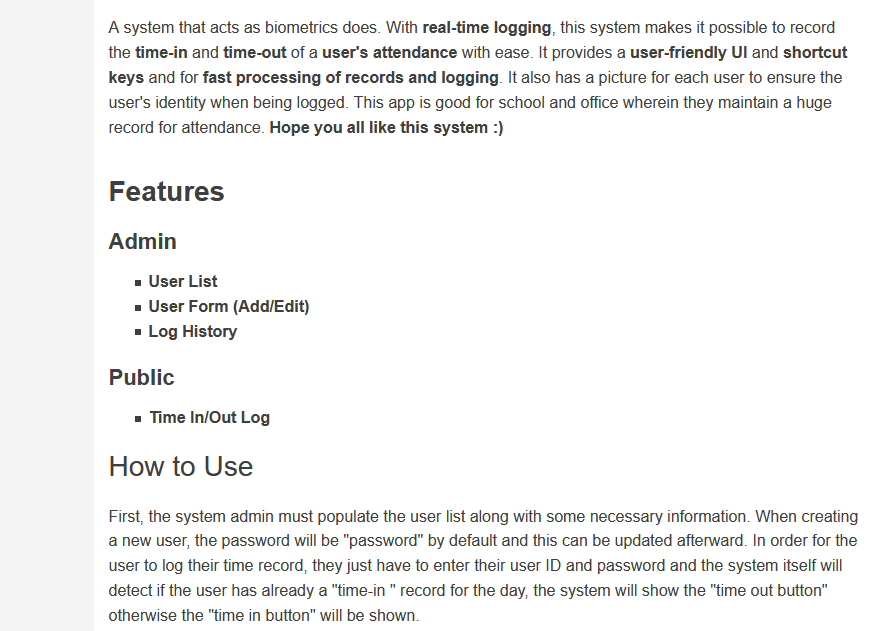 A system that acts as biometrics does. With real-time logging, this system makes it possible to record
the time-in and time-out of a user's attendance with ease. It provides a user-friendly UI and shortcut
keys and for fast processing of records and logging. It also has a picture for each user to ensure the
user's identity when being logged. This app is good for school and office wherein they maintain a huge
record for attendance. Hope you all like this system :)
Features
Admin
User List
User Form (Add/Edit)
Log History
Public
Time In/Out Log
How to Use
First, the system admin must populate the user list along with some necessary information. When creating
a new user, the password will be "password" by default and this can be updated afterward. In order for the
user to log their time record, they just have to enter their user ID and password and the system itself will
detect if the user has already a "time-in " record for the day, the system will show the "time out button"
otherwise the "time in button" will be shown.